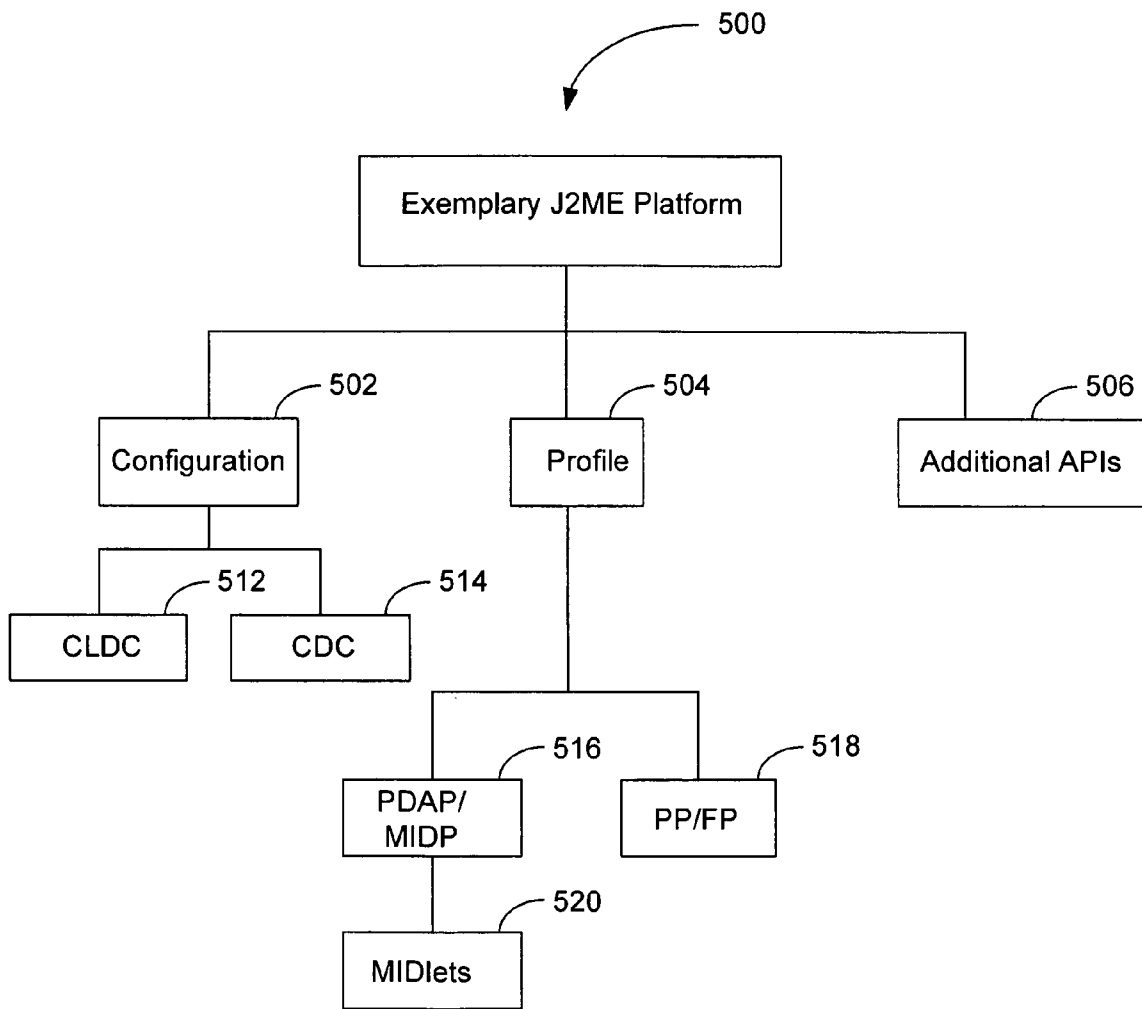 500
Exemplary J2ME Platform
502
504
506
Configuration
Profile
Additional APIs
512
514
CLDC
CDC
516
518
PDAP/
MIDP
PP/FP
520
MIDlets